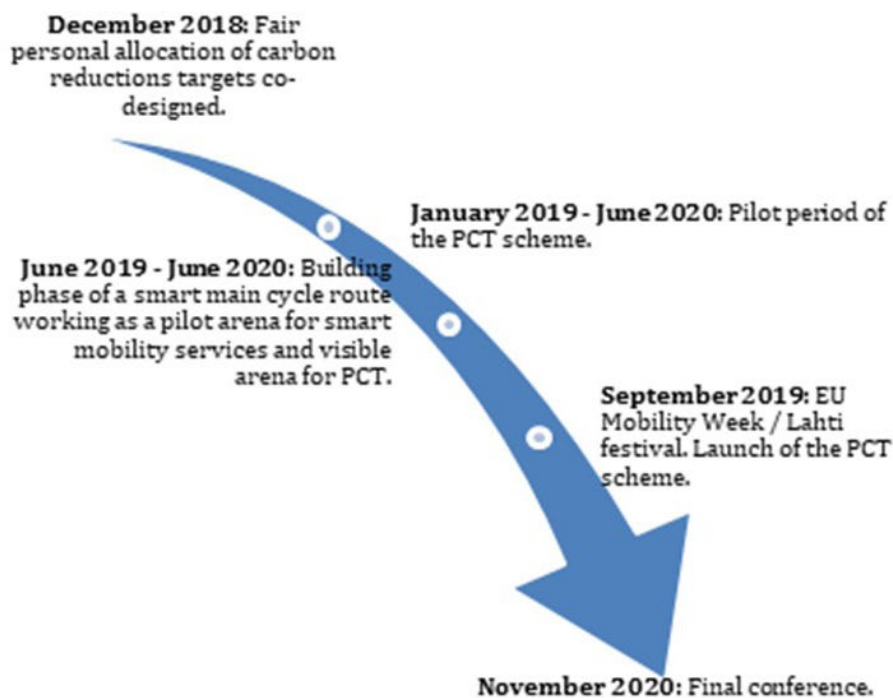 December 2018: Fair
personal allocation of carbon
reductions targets co-
designed.
January 2019 - June 2020: Pilot period of
the PCT scheme.
June 2019 - June 2020: Building
phase of a smart main cycle route
working as a pilot arena for smart
mobility services and visible
arena for PCT.
September 2019: EU
Mobility Week / Lahti
festival. Launch of the PCT
scheme.
November 2020: Final conference.